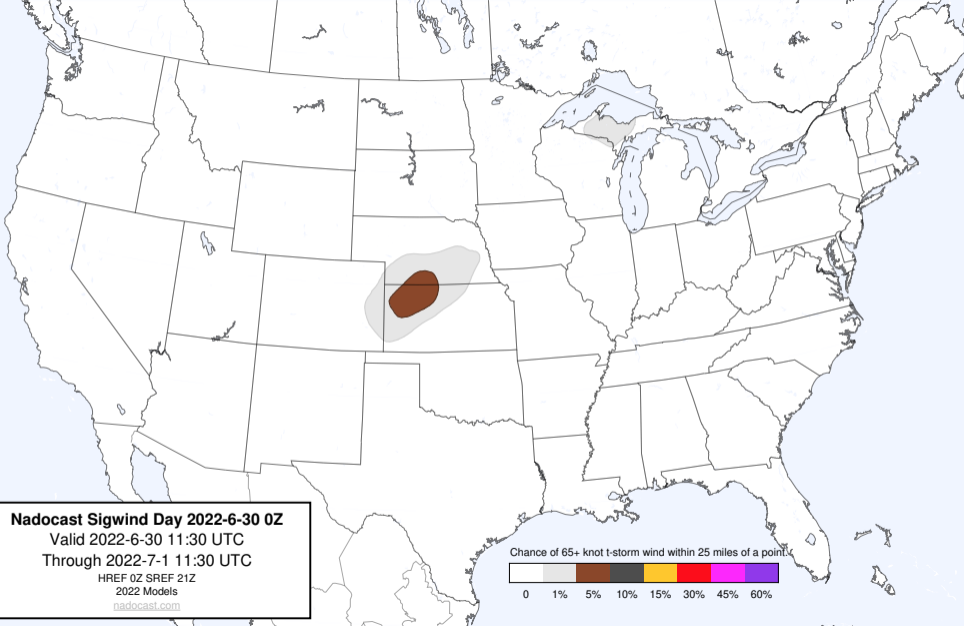 Nadocast Sigwind Day 2022-6-30 0Z
Valid 2022-6-30 11:30 UTC
Through 2022-7-1 11:30 UTC
HREF 0Z SREF 21Z
2022 Models
nadocast.com
Chance of 65+ knot t-storm wind within 25 miles of a point.
0 1% 5% 10% 15% 30% 45% 60%